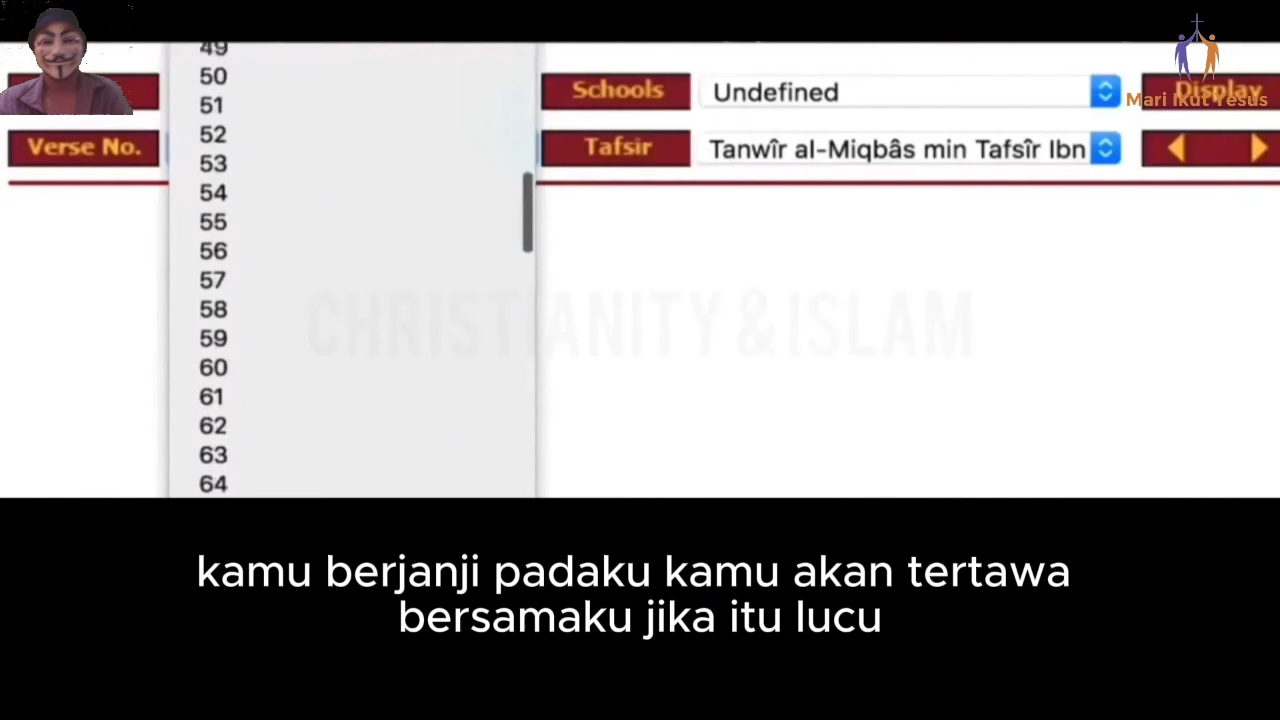 49
50
51
52
53
54
55
56
57
58
59
60
61
62
63
64
Schools
Undefined
Display
Mari Ikut Yesus
Verse No.
Tafsir
Tanwîr al-Miqbâs min Tafsîr Ibn
CHRISTIANITY & ISLAM
kamu berjanji padaku kamu akan tertawa
bersamaku jika itu lucu